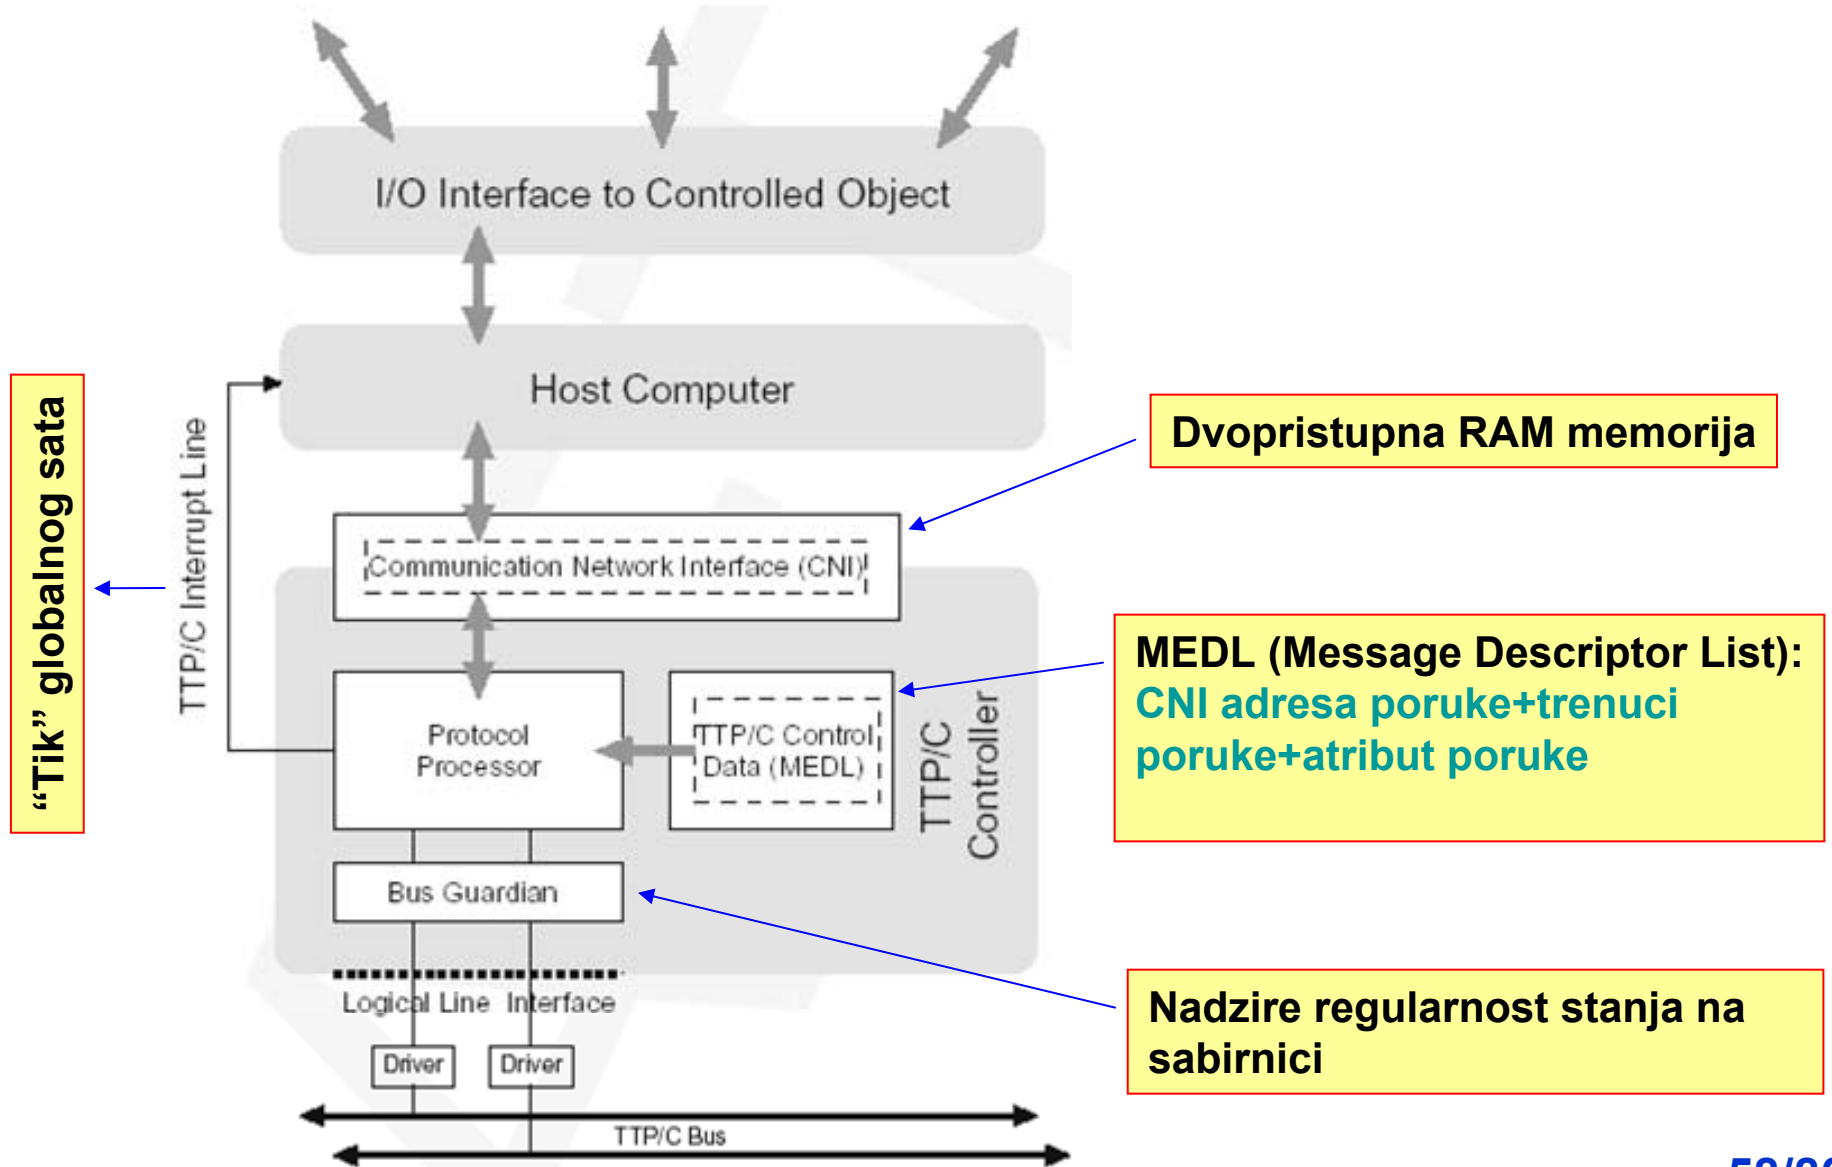 I/O Interface to Controlled Object
Host Computer
"Tik" globalnog sata
TTP/C Interrupt Line
Dvopristupna RAM memorija
Communication Network Interface (CNI)
MEDL (Message Descriptor List):
CNI adresa poruke+trenuci
poruke+atribut poruke
Protocol
Processor
TTP/C Control
Data (MEDL)
TTP/C
Controller
Bus Guardian
Nadzire regularnost stanja na
sabirnici
Logical Line Interface
Driver
Driver
TTP/C Bus